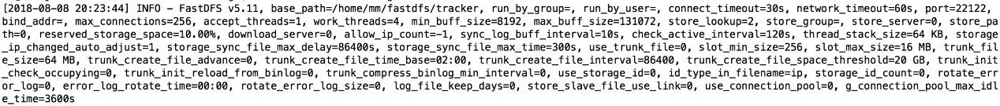 [2018-08-08 20:23:44] INFO - FastDFS v5.11, base_path=/home/mm/fastdfs/tracker, run_by_group=, run_by_user=, connect_timeout=30s, network_timeout=60s, port=22122,
bind_addr=, max_connections=256, accept_threads=1, work_threads=4, min_buff_size=8192, max_buff_size=131072, store_lookup=2, store_group=, store_server=0, store_pa
th=0, reserved_storage_space=10.00%, download_server=0, allow_ip_count=-1, sync_log_buff_interval=10s, check_active_interval=120s, thread_stack_size=64 KB, storage
_ip_changed_auto_adjust=1, storage_sync_file_max_delay=86400s, storage_sync_file_max_time=300s, use_trunk_file=0, slot_min_size=256, slot_max_size=16 MB, trunk_fil
e_size=64 MB, trunk_create_file_advance=0, trunk_create_file_time_base=02:00, trunk_create_file_interval=86400, trunk_create_file_space_threshold=20 GB, trunk_init
_check_occupying=0, trunk_init_reload_from_binlog=0, trunk_compress_binlog_min_interval=0, use_storage_id=0, id_type_in_filename=ip, storage_id_count=0, rotate_err
or_log=0, error_log_rotate_time=00:00, rotate_error_log_size=0, log_file_keep_days=0, store_slave_file_use_link=0, use_connection_pool=0, g_connection_pool_max_idl
e_time=3600s